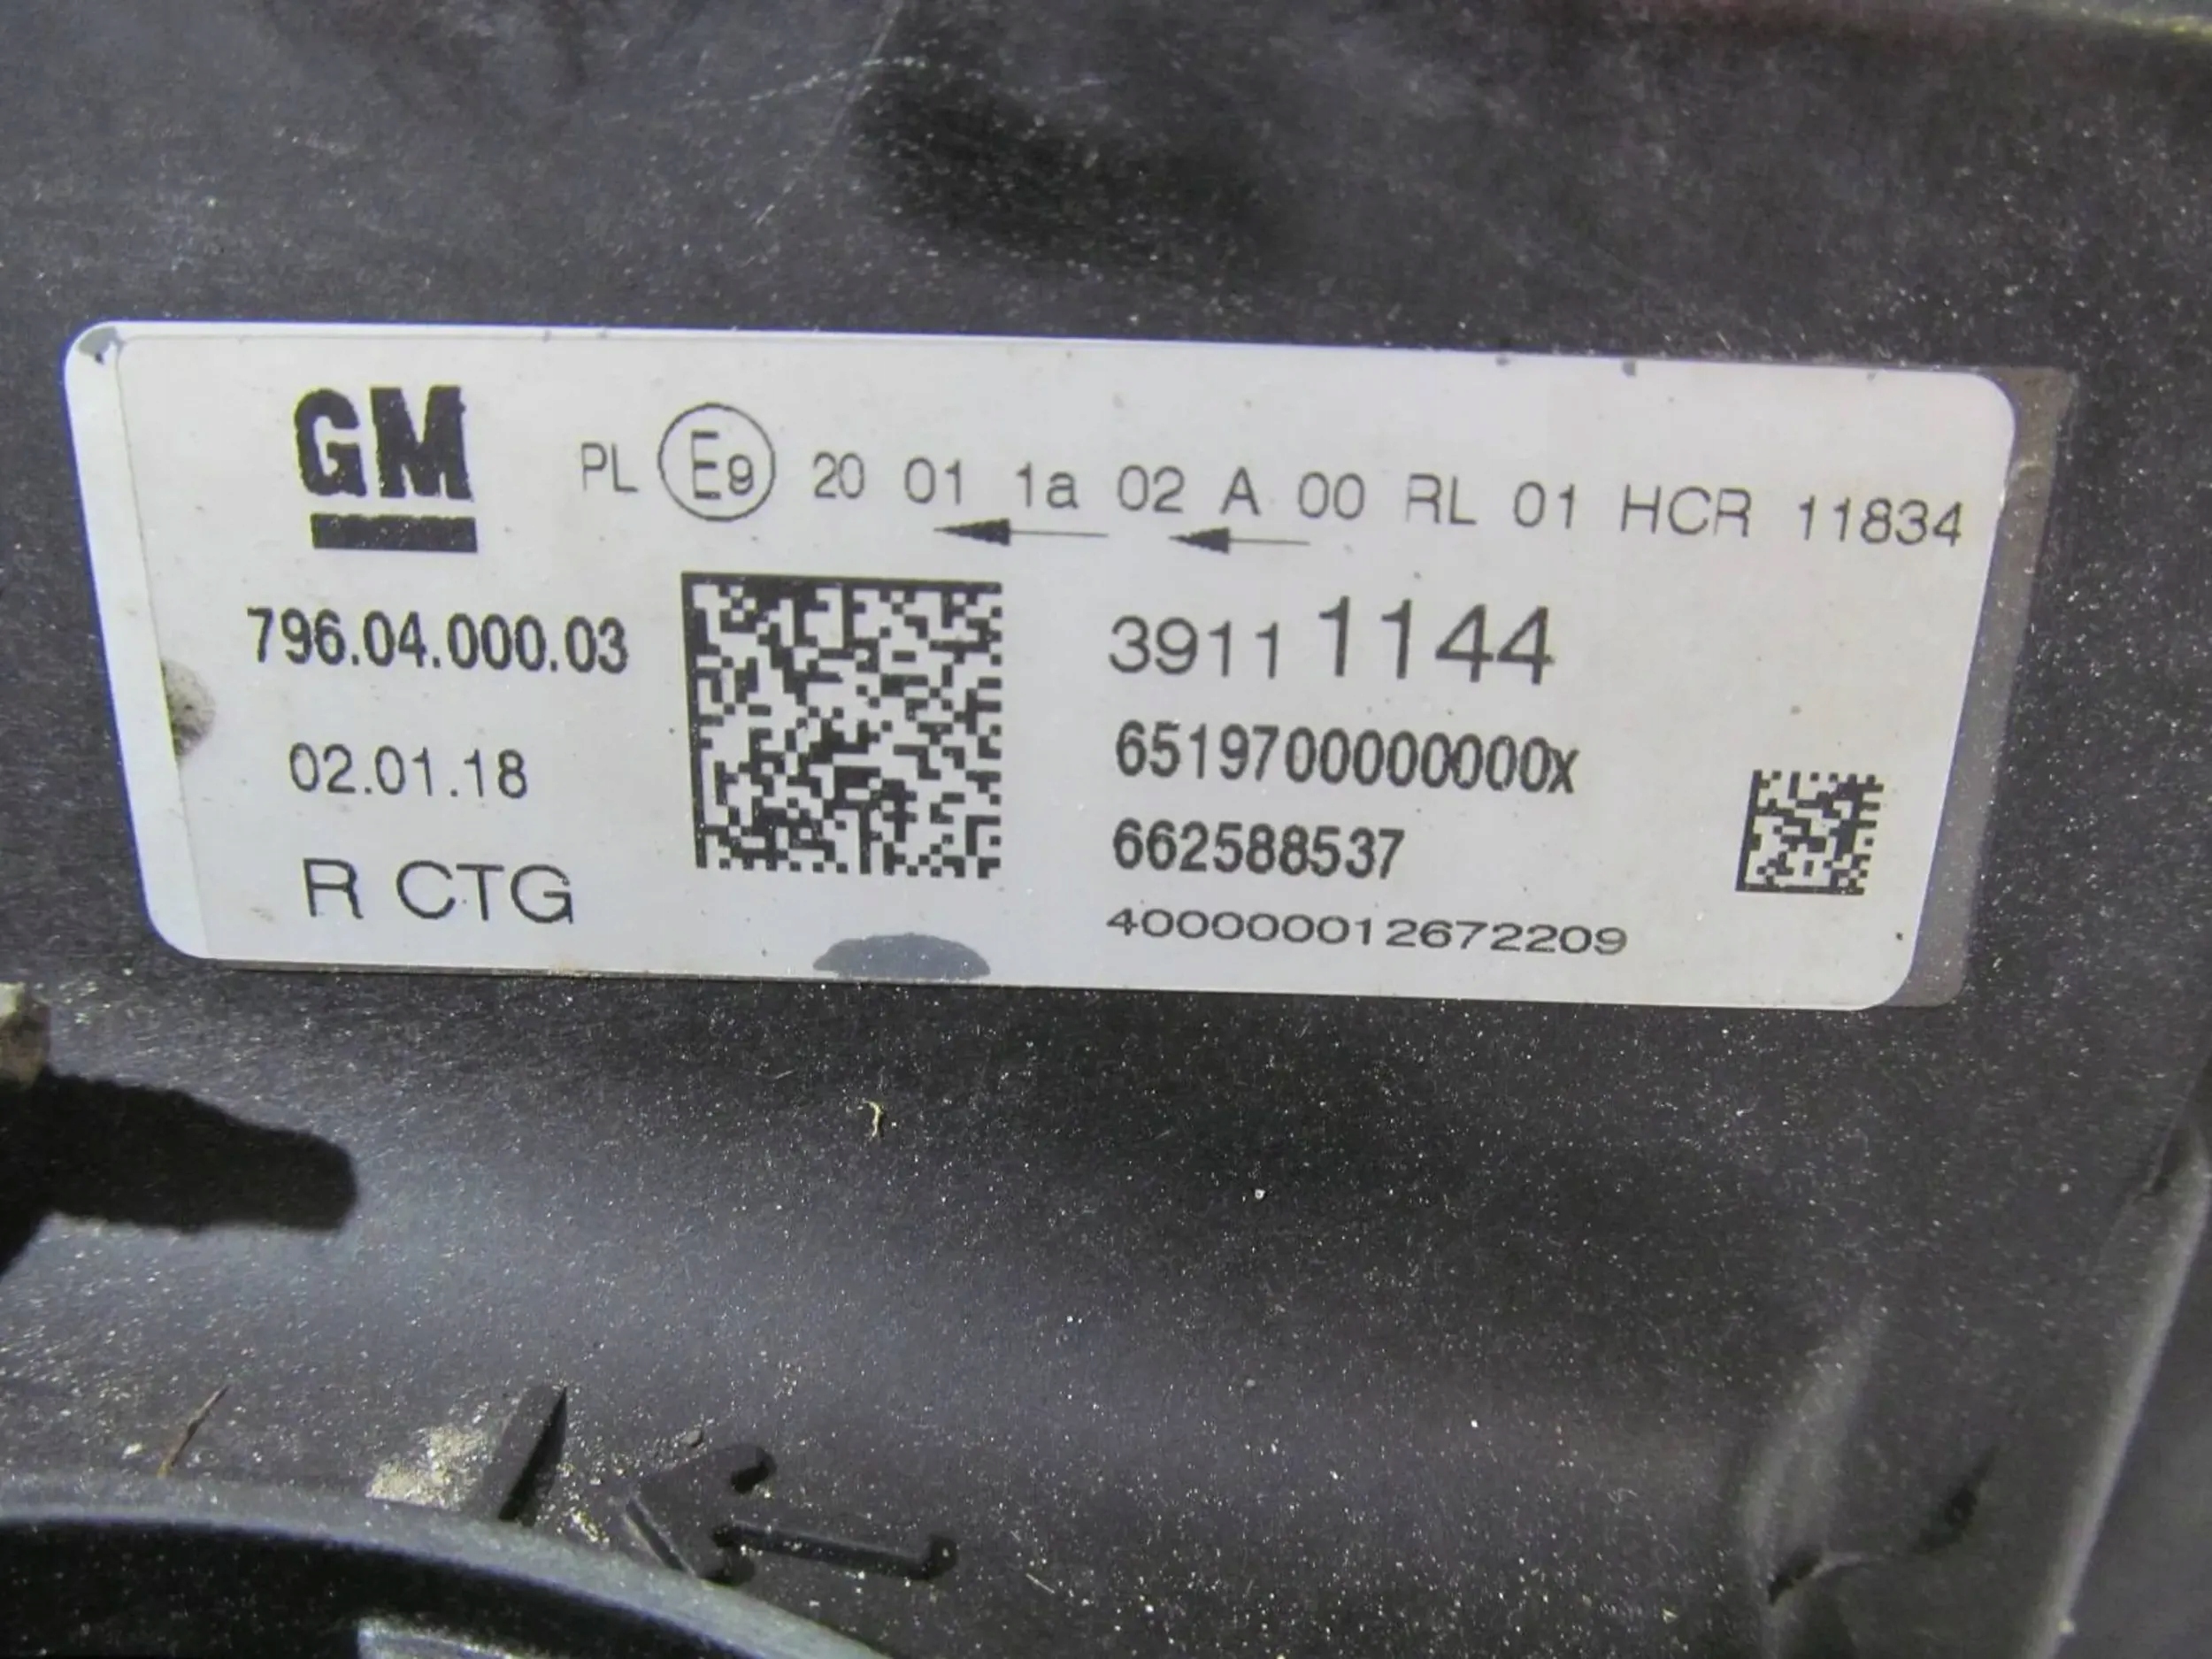 GM
PL E9 20 01 1a 02 A 00 RL 01 HCR 11834
796.04.000.03
39111144
02.01.18
6519700000000x
R CTG
662588537
400000012672209